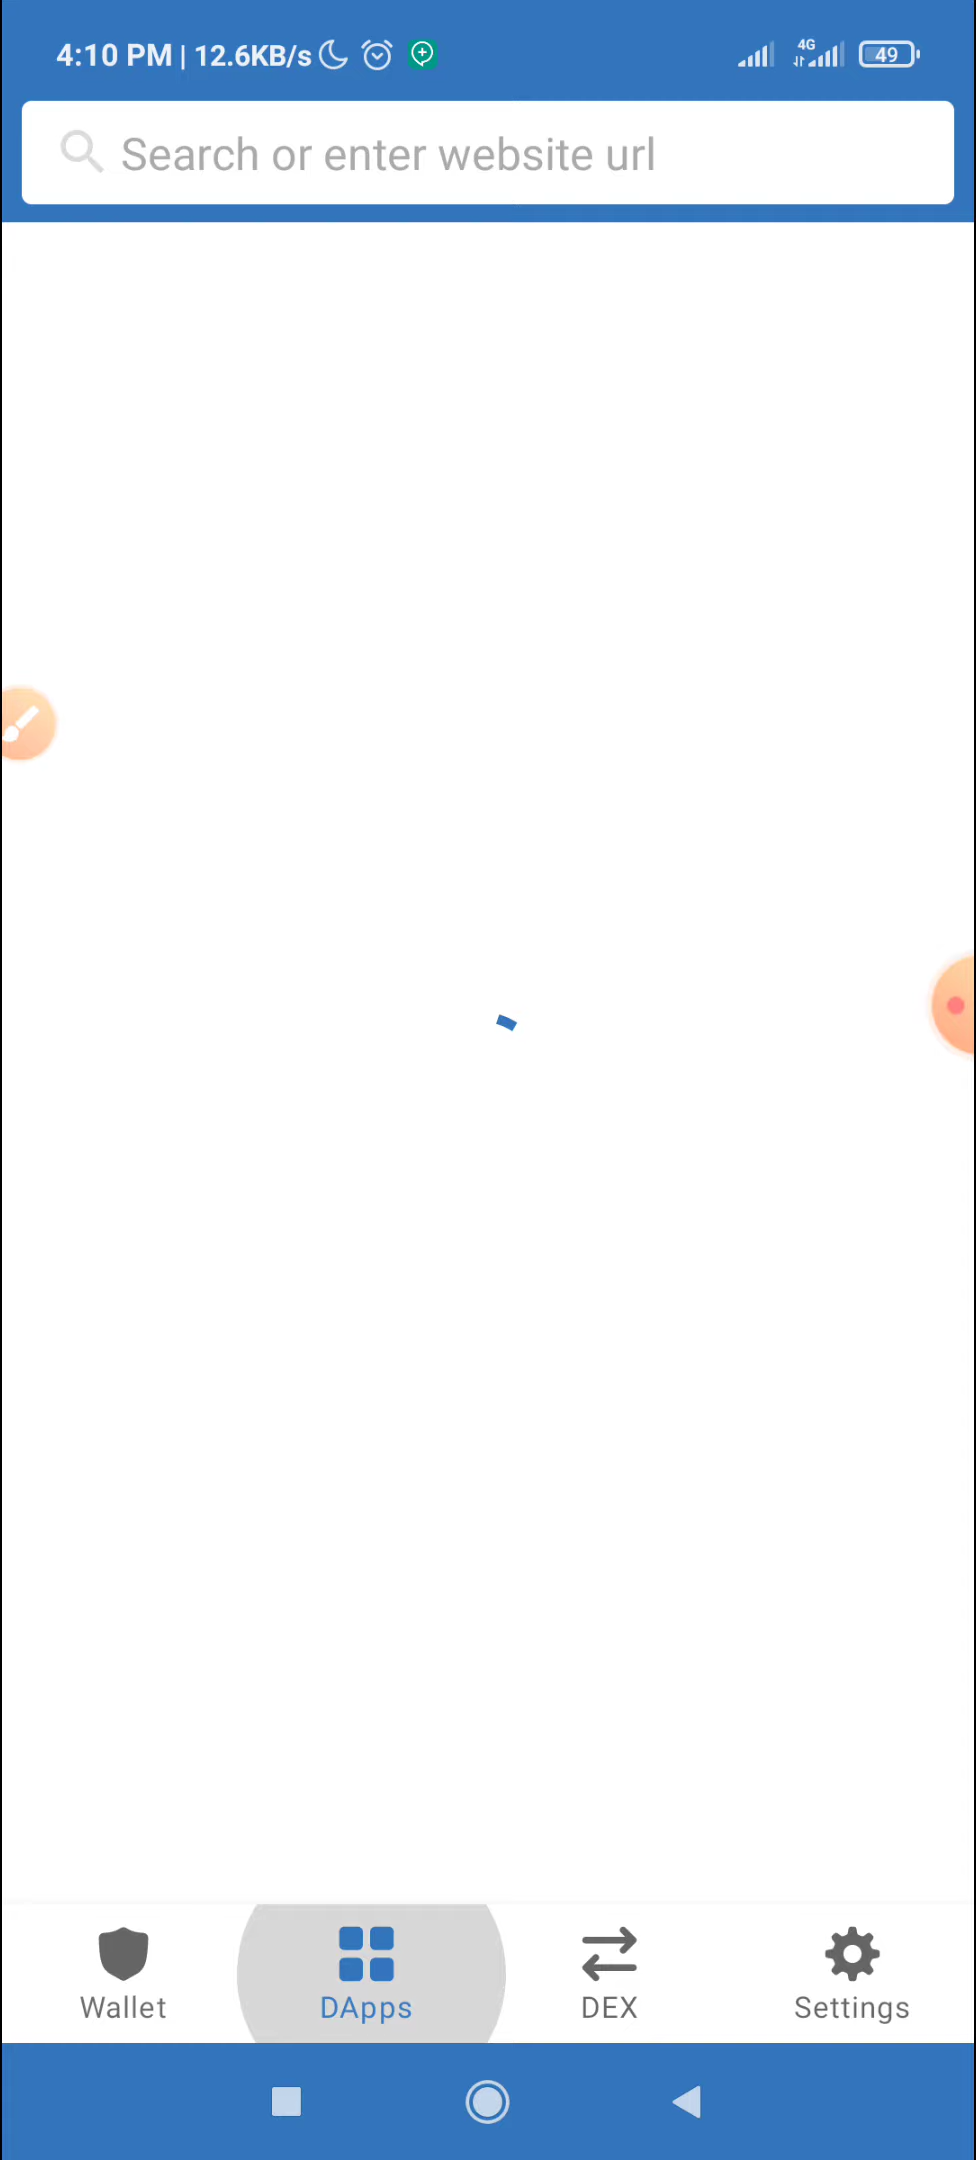 4:10 PM | 12.6KB/s
4G
49
Search or enter website url
Wallet
DApps
DEX
Settings